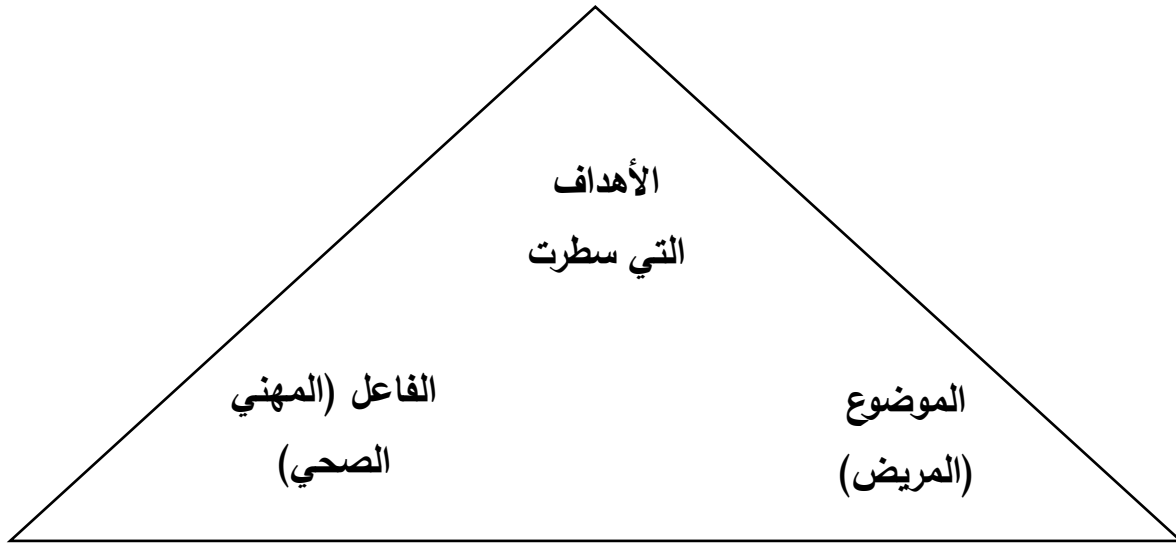 الأهداف
التي سطرت
الموضوع
(المريض)
الفاعل (المهني
الصحي)